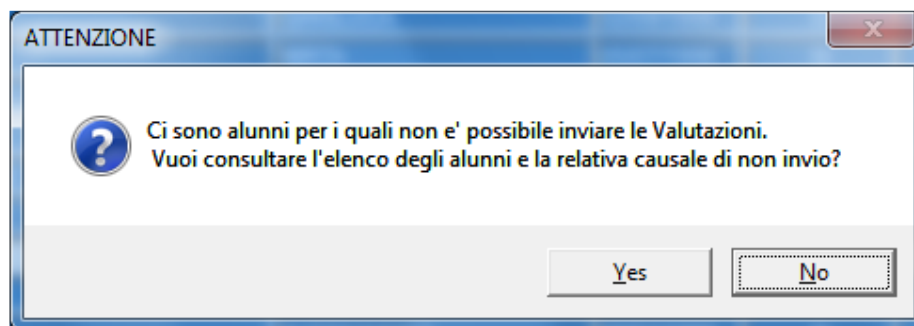 ATTENZIONE
Ci sono alunni per i quali non e' possibile inviare le Valutazioni.
Vuoi consultare l'elenco degli alunni e la relativa causale di non invio?
Yes
No